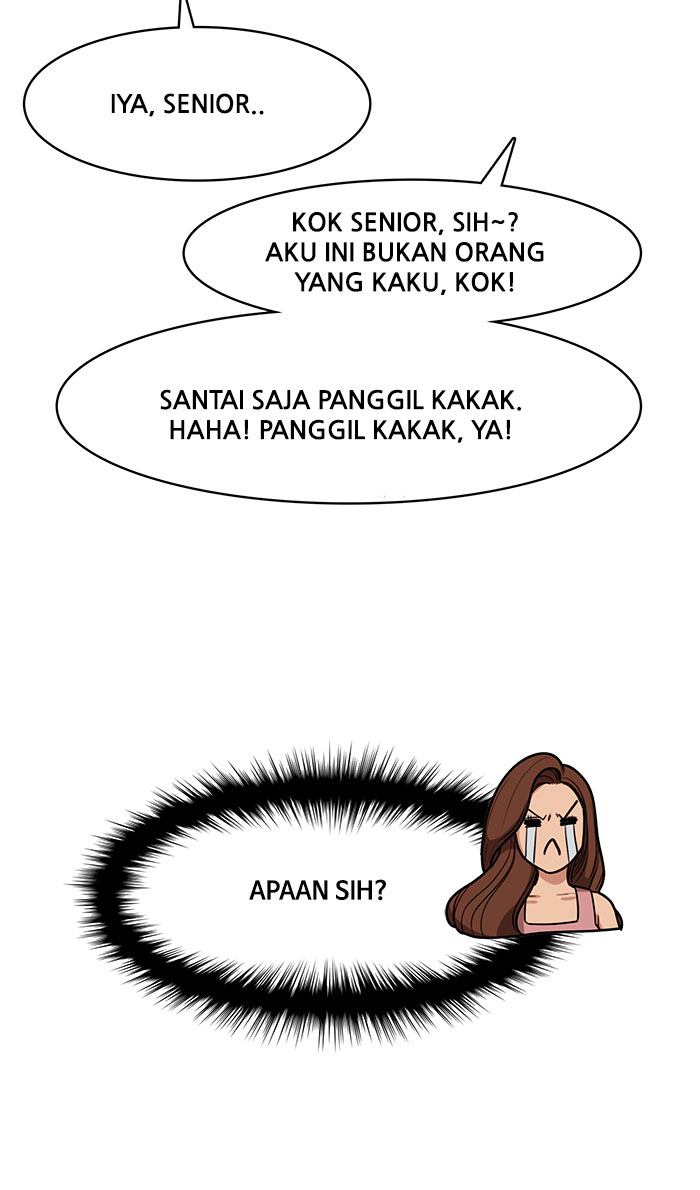 IYA, SENIOR..
KOK SENIOR, SIH~?
AKU INI BUKAN ORANG
YANG KAKU, KOK!
SANTAI SAJA PANGGIL KAKAK.
HAHA! PANGGIL KAKAK, YA!
APAAN SIH?